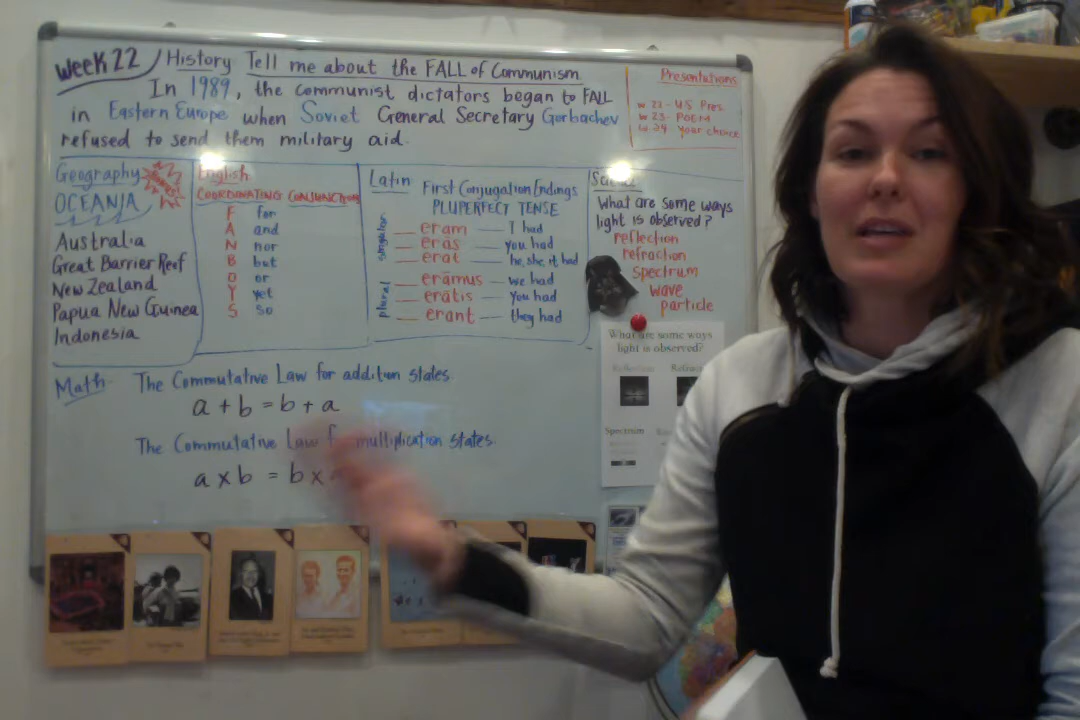 Week 22 / History Tell me about the FALL of Communism
In 1989, the communist dictators began to FALL
in Eastern Europe when Soviet General Secretary Gorbachev
refused to send them military aid.
Presentations
w 22 - US Pres.
w 23 - POEM
w 24 your choice
Geography
OCEANIA
Australia
Great Barrier Reef
New Zealand
Papua New Guinea
Indonesia
English
COORDINATING CONJUNCTION
F for
A and
N nor
B but
O or
Y yet
S so
Latin
First Conjugation Endings
PLUPERFECT TENSE
singular
eram — I had
erās — you had
erat — he, she, it had
plural
erāmus — we had
erātis — you had
erant — they had
What are some ways
light is observed?
reflection
refraction
spectrum
wave
particle
What are some ways
light is observed?
Spectrum
Math
The Commutative Law for addition states
a + b = b + a
The Commutative Law multiplication states
a x b = b x